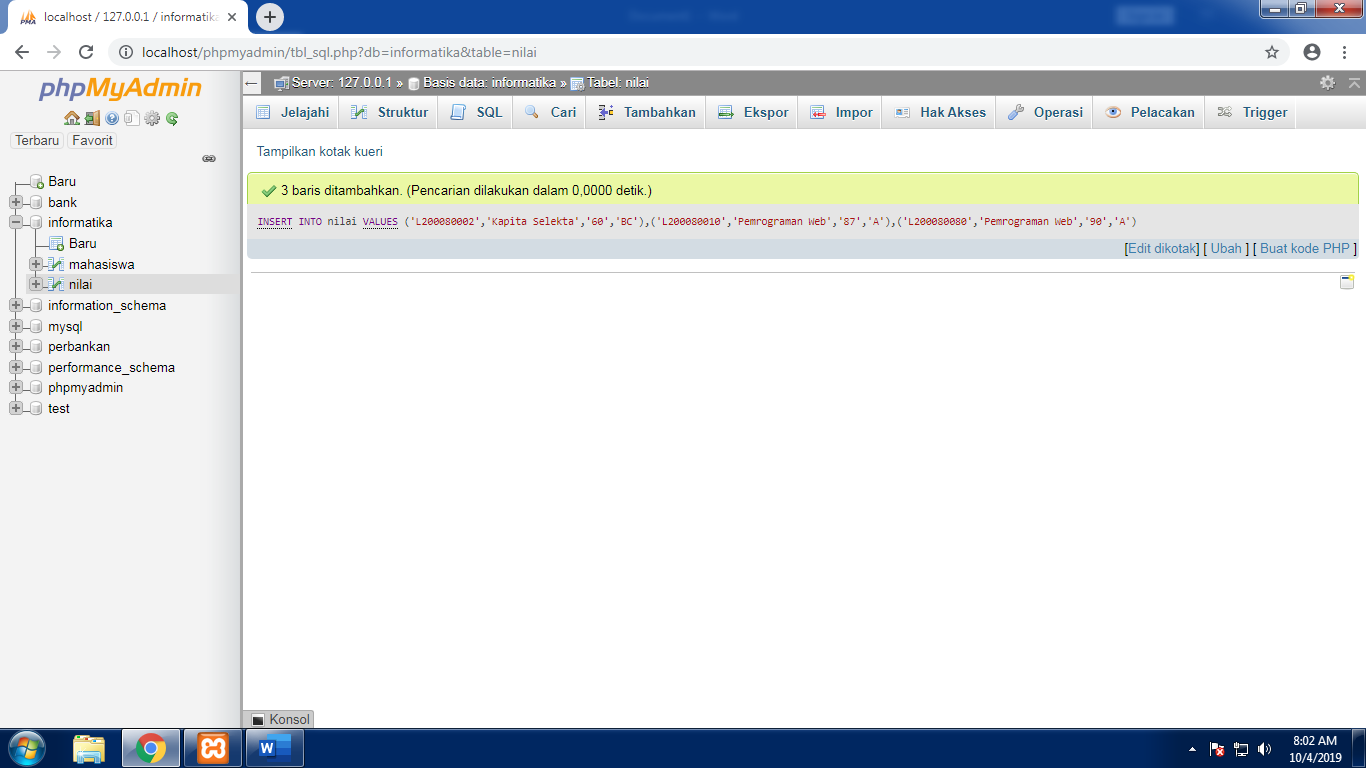 localhost / 127.0.0.1 / informatika
localhost/phpmyadmin/tbl_sql.php?db=informatika&table=nilai
phpMyAdmin
Terbaru Favorit
Baru
bank
informatika
Baru
mahasiswa
nilai
information_schema
mysql
perbankan
performance_schema
phpmyadmin
test
Server: 127.0.0.1 » Basis data: informatika » Tabel: nilai
Jelajahi Struktur SQL Cari Tambahkan Ekspor Impor Hak Akses Operasi Pelacakan Trigger
Tampilkan kotak kueri
3 baris ditambahkan. (Pencarian dilakukan dalam 0,0000 detik.)
INSERT INTO nilai VALUES ('L200080002','Kapita Selekta','60','BC'),('L200080010','Pemrograman Web','87','A'),('L200080080','Pemrograman Web','90','A')
[Edit dikotak] [ Ubah ] [ Buat kode PHP ]
Konsol
8:02 AM
10/4/2019